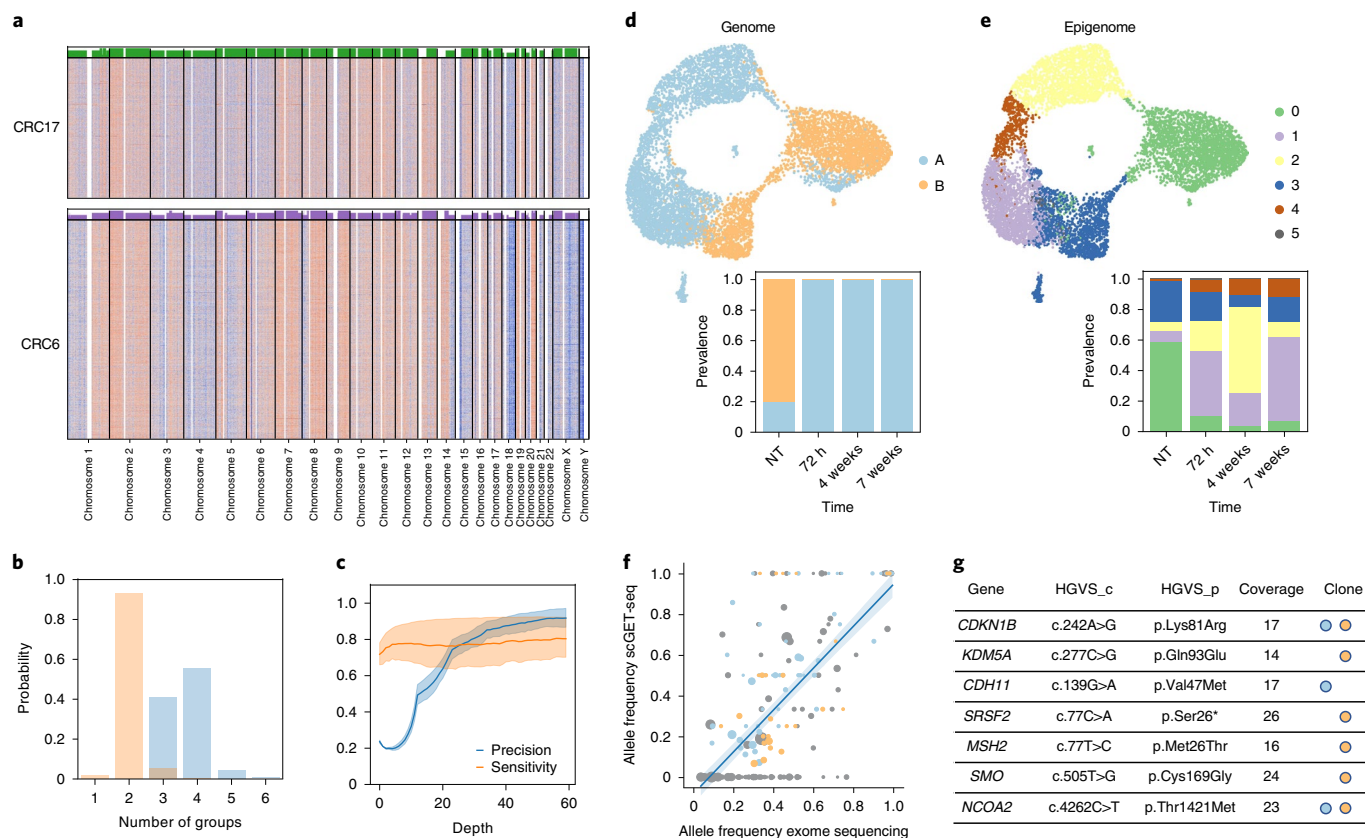 a
CRC17
CRC6
Chromosome 1
Chromosome 2
Chromosome 3
Chromosome 4
Chromosome 5
Chromosome 6
Chromosome 7
Chromosome 8
Chromosome 9
Chromosome 10
Chromosome 11
Chromosome 12
Chromosome 13
Chromosome 14
Chromosome 15
Chromosome 16
Chromosome 17
Chromosome 18
Chromosome 19
Chromosome 20
Chromosome 21
Chromosome 22
Chromosome X
Chromosome Y
b
Probability
1.0
0.8
0.6
0.4
0.2
0
1 2 3 4 5 6
Number of groups
c
1.0
0.8
0.6
0.4
0.2
0
Precision
Sensitivity
0 20 40 60
Depth
d
Genome
A
B
Prevalence
1.0
0.8
0.6
0.4
0.2
0
NT 72 h 4 weeks 7 weeks
Time
e
Epigenome
0
1
2
3
4
5
Prevalence
1.0
0.8
0.6
0.4
0.2
0
NT 72 h 4 weeks 7 weeks
Time
f
Allele frequency scGET-seq
1.0
0.8
0.6
0.4
0.2
0
0 0.2 0.4 0.6 0.8 1.0
Allele frequency exome sequencing
g
Gene HGVS_c HGVS_p Coverage Clone
CDKN1B c.242A>G p.Lys81Arg 17
KDM5A c.277C>G p.Gln93Glu 14
CDH11 c.139G>A p.Val47Met 17
SRSF2 c.77C>A p.Ser26* 26
MSH2 c.77T>C p.Met26Thr 16
SMO c.505T>G p.Cys169Gly 24
NCOA2 c.4262C>T p.Thr1421Met 23